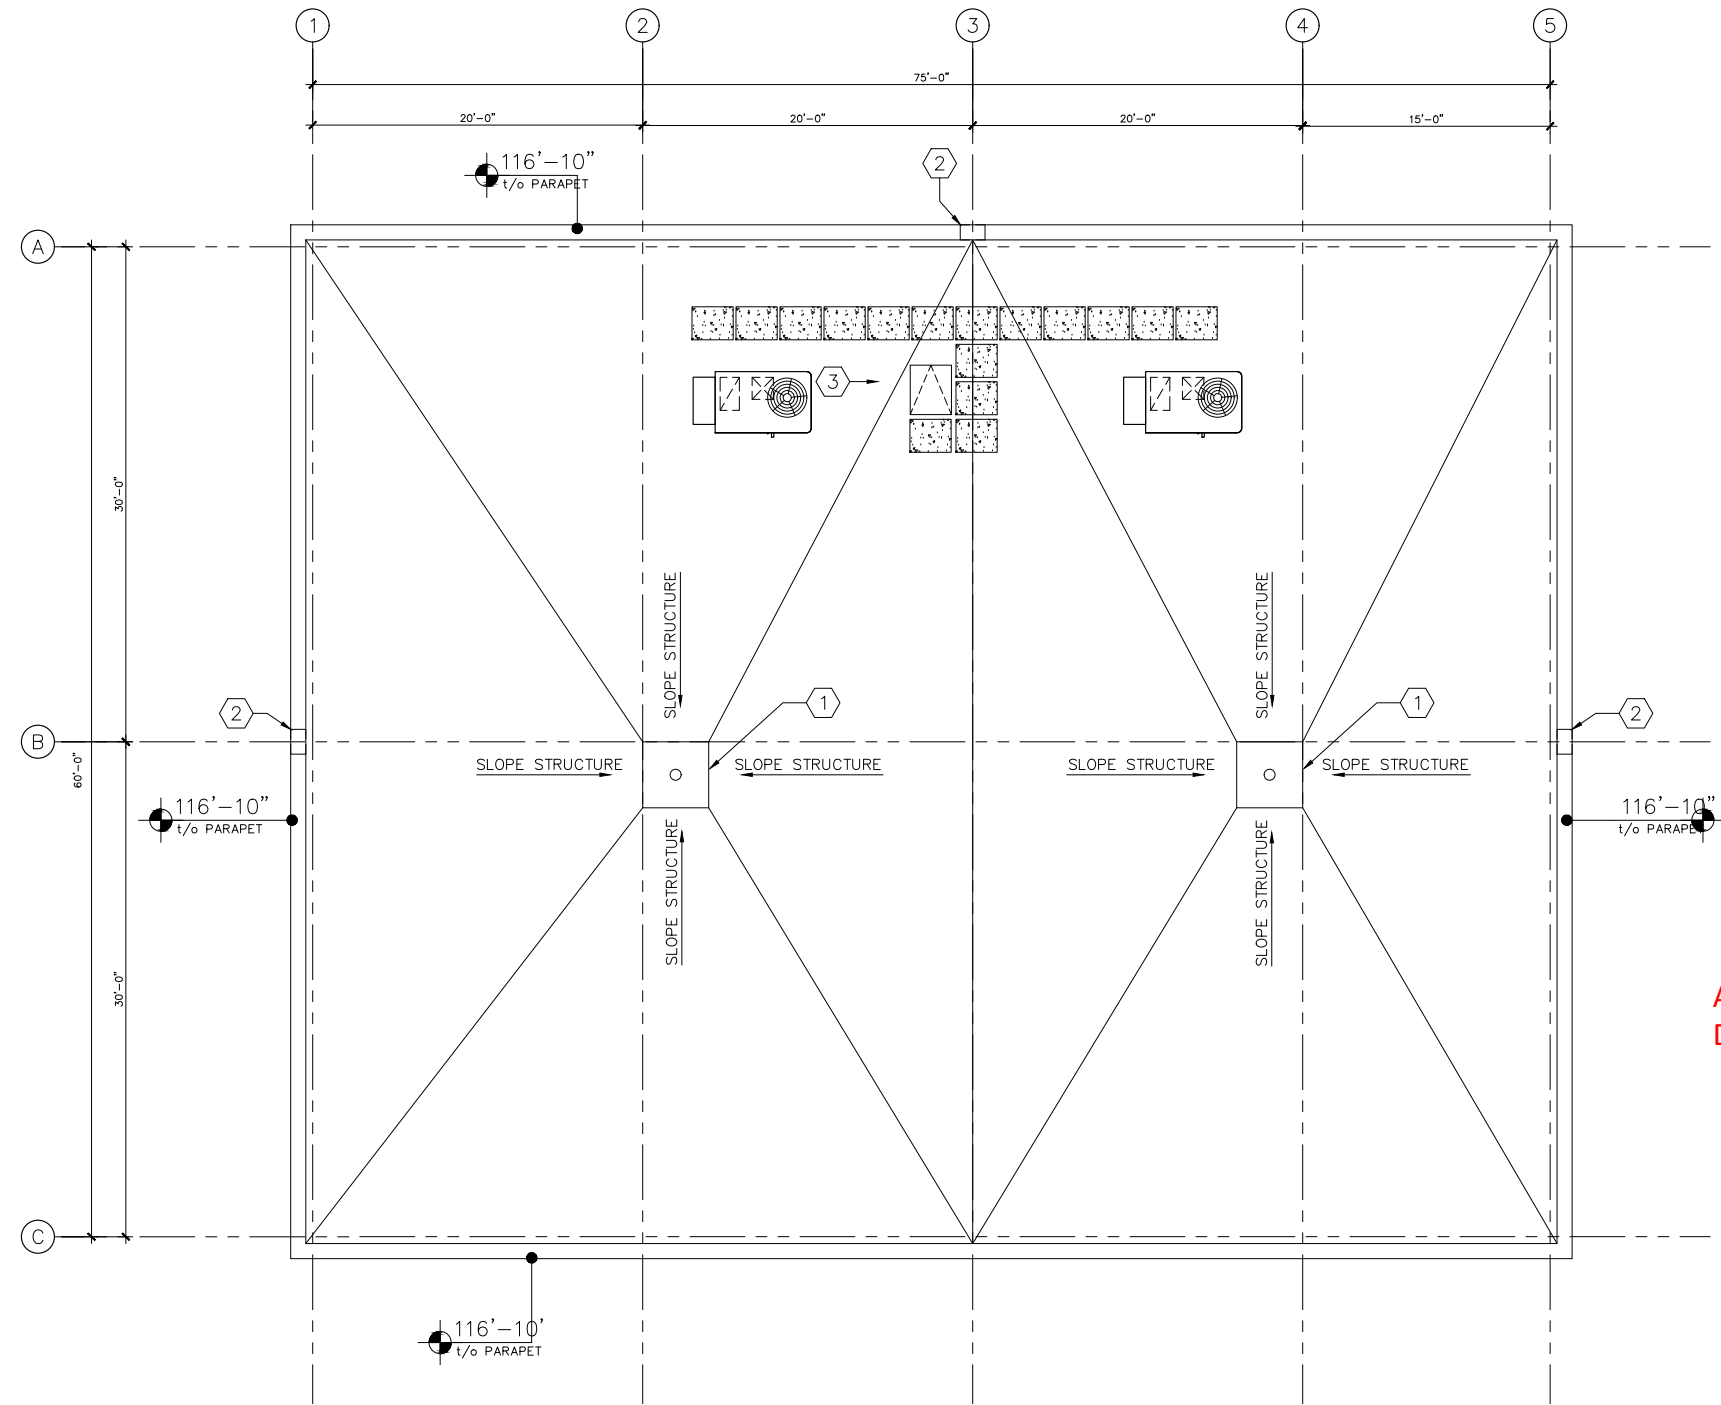 1
2
3
4
5
75'-0"
20'-0"
20'-0"
20'-0"
15'-0"
116'-10"
t/o PARAPET
2
A
3
30'-0"
SLOPE STRUCTURE
SLOPE STRUCTURE
2
1
1
2
B
60'-0"
SLOPE STRUCTURE
SLOPE STRUCTURE
SLOPE STRUCTURE
SLOPE STRUCTURE
116'-10"
t/o PARAPET
116'-10"
t/o PARAPET
SLOPE STRUCTURE
SLOPE STRUCTURE
30'-0"
A
C
116'-10'
t/o PARAPET